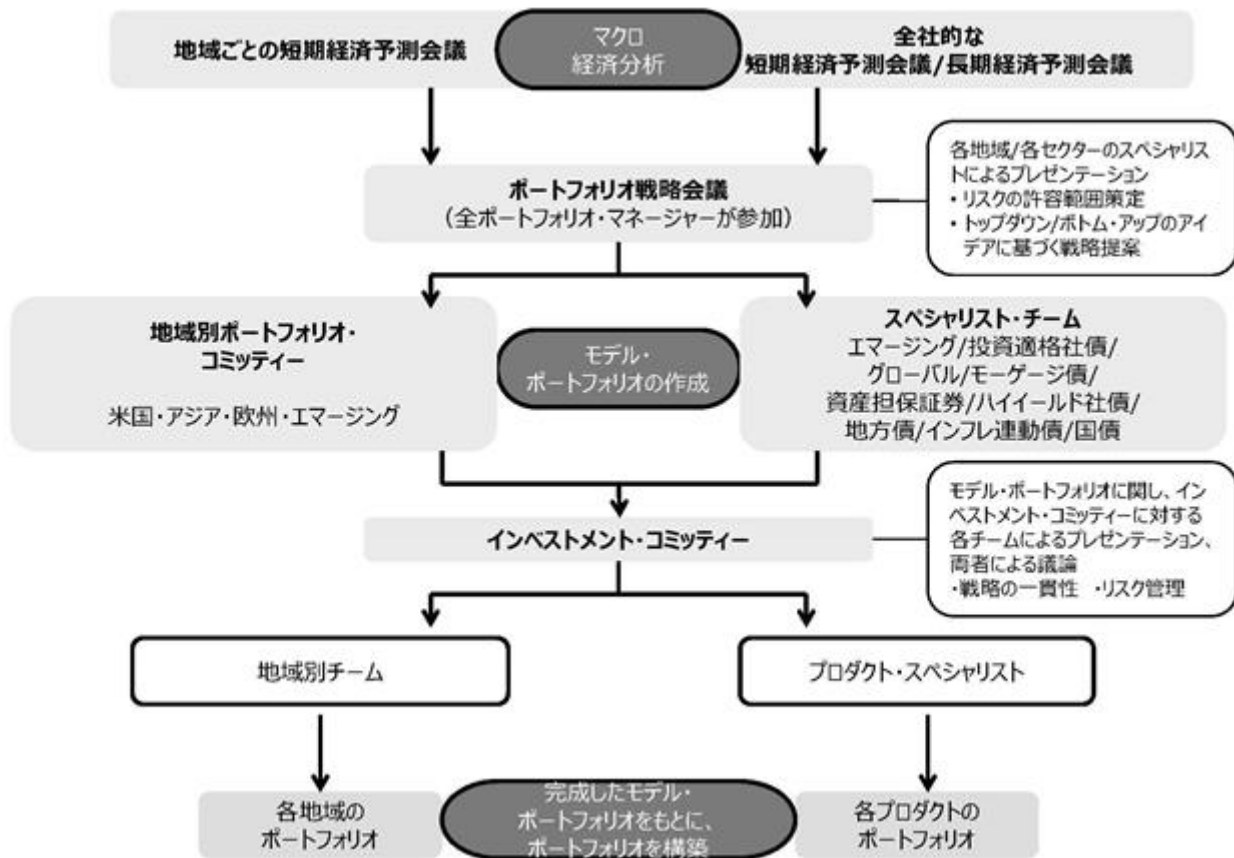 地域ごとの短期経済予測会議
マクロ
経済分析
全社的な
短期経済予測会議/長期経済予測会議
ポートフォリオ戦略会議
（全ポートフォリオ・マネージャーが参加）
各地域/各セクターのスペシャリス
トによるプレゼンテーション
・リスクの許容範囲策定
・トップダウン/ボトム・アップのアイ
デアに基づく戦略提案
地域別ポートフォリオ・
コミッティー
米国・アジア・欧州・エマージング
モデル・
ポートフォリオの作成
スペシャリスト・チーム
エマージング/投資適格社債/
グローバル/モーゲージ債/
資産担保証券/ハイイールド社債/
地方債/インフレ連動債/国債
インベストメント・コミッティー
モデル・ポートフォリオに関し、イン
ベストメント・コミッティーに対する
各チームによるプレゼンテーション、
両者による議論
・戦略の一貫性 ・リスク管理
地域別チーム
プロダクト・スペシャリスト
各地域の
ポートフォリオ
完成したモデル・
ポートフォリオをもとに、
ポートフォリオを構築
各プロダクトの
ポートフォリオ